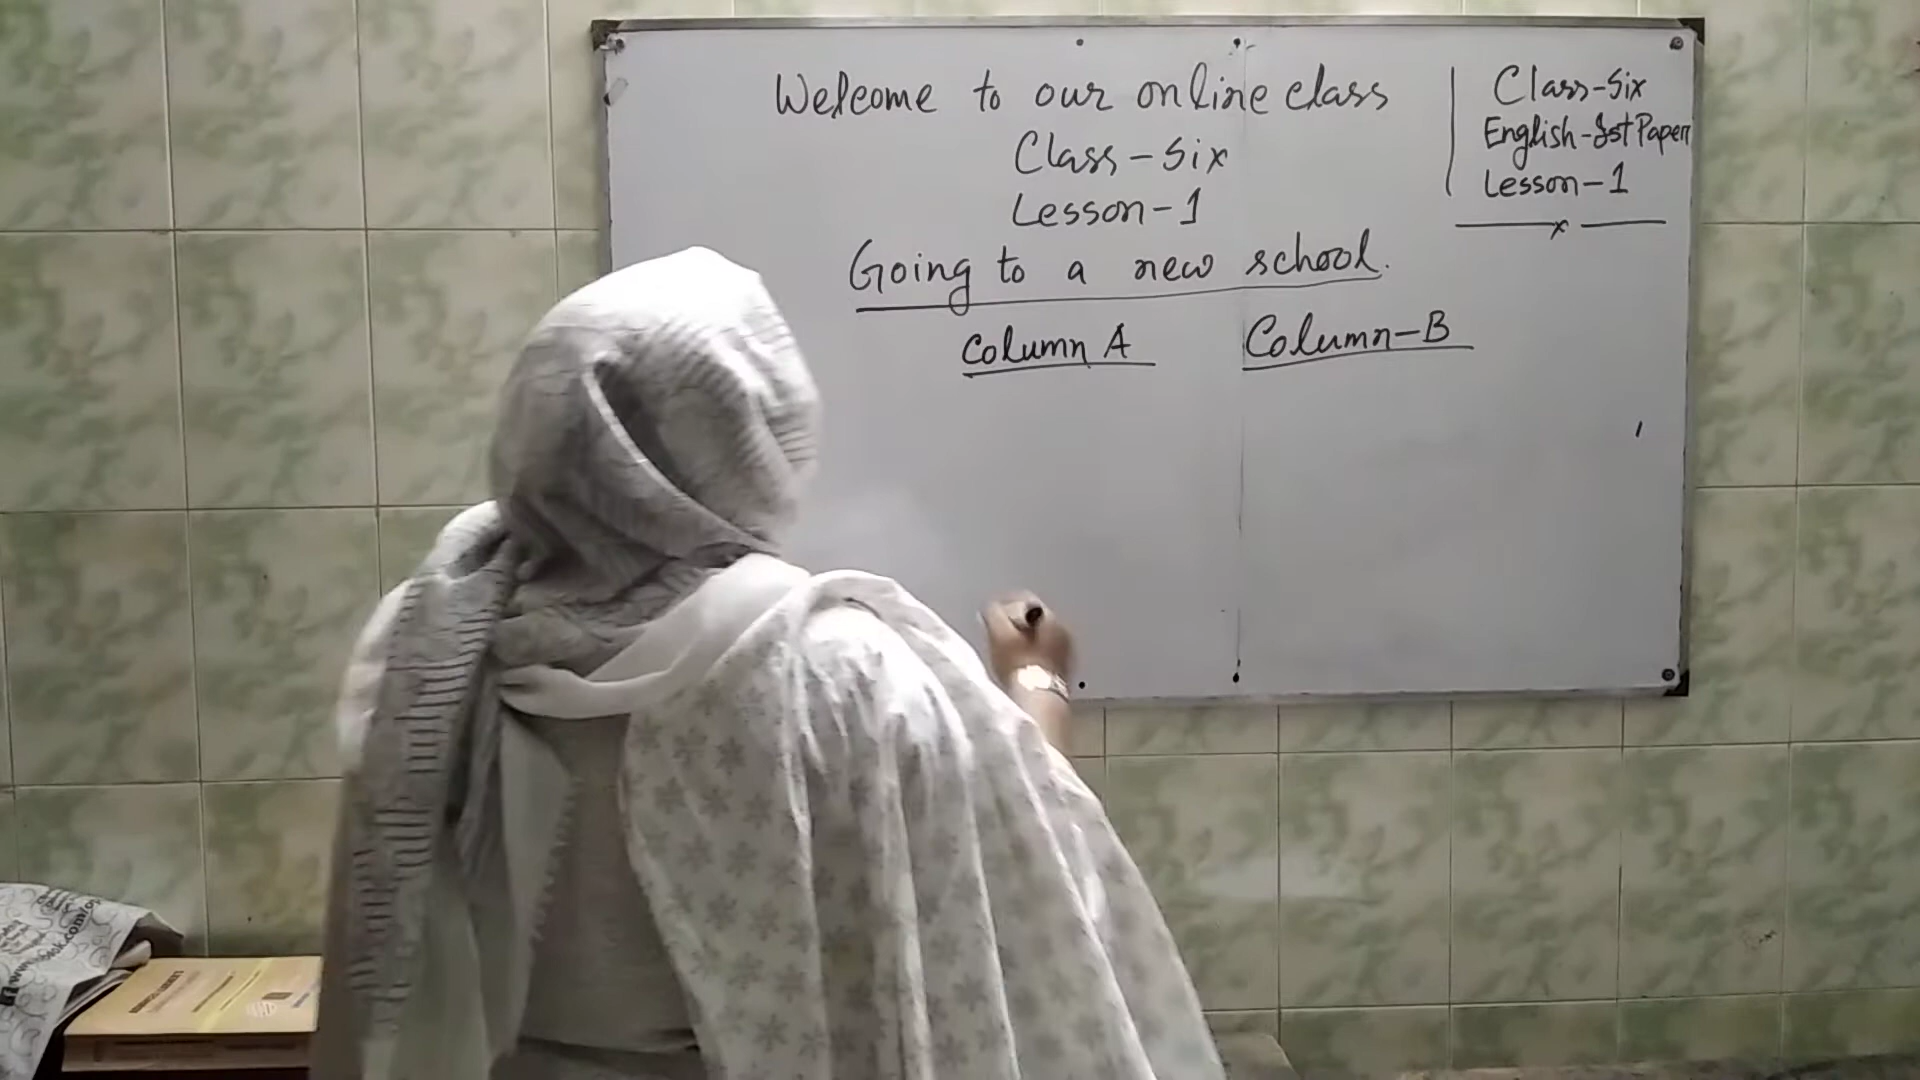 Welcome to our online class
Class-Six
Lesson-1
Going to a new school.
Column A
Column-B
Class-Six
English-1st Paper
Lesson-1